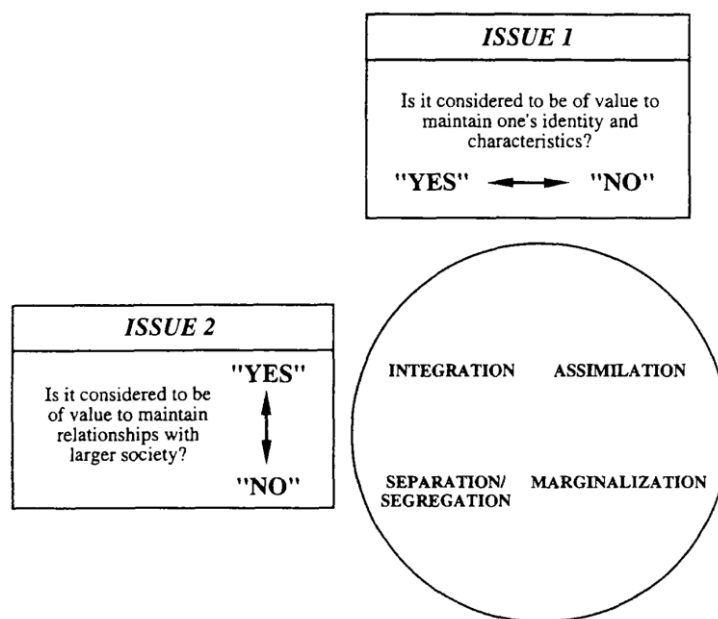 ISSUE 1
Is it considered to be of value to
maintain one's identity and
characteristics?
"YES" "NO"
ISSUE 2
Is it considered to be
of value to maintain
relationships with
larger society?
"YES"
"NO"
INTEGRATION ASSIMILATION
SEPARATION/
SEGREGATION
MARGINALIZATION